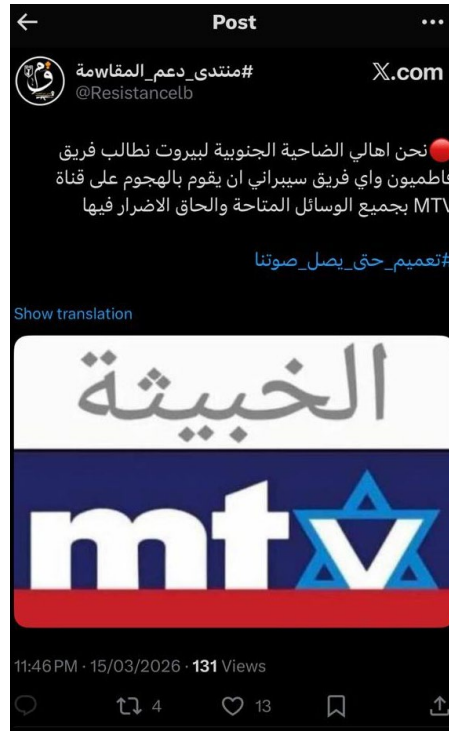 Post
#منتدى_دعم_المقاwمة
@Resistancelb
X.com
🔴نحن اهالي الضاحية الجنوبية لبيروت نطالب فريق
فاطميون واي فريق سيبراني ان يقوم بالهجوم على قناة
MTV بجميع الوسائل المتاحة والحاق الاضرار فيها
#تعميم_حتى_يصل_صوتنا
Show translation
الخبيثة
mtv
11:46 PM · 15/03/2026 · 131 Views
4
13